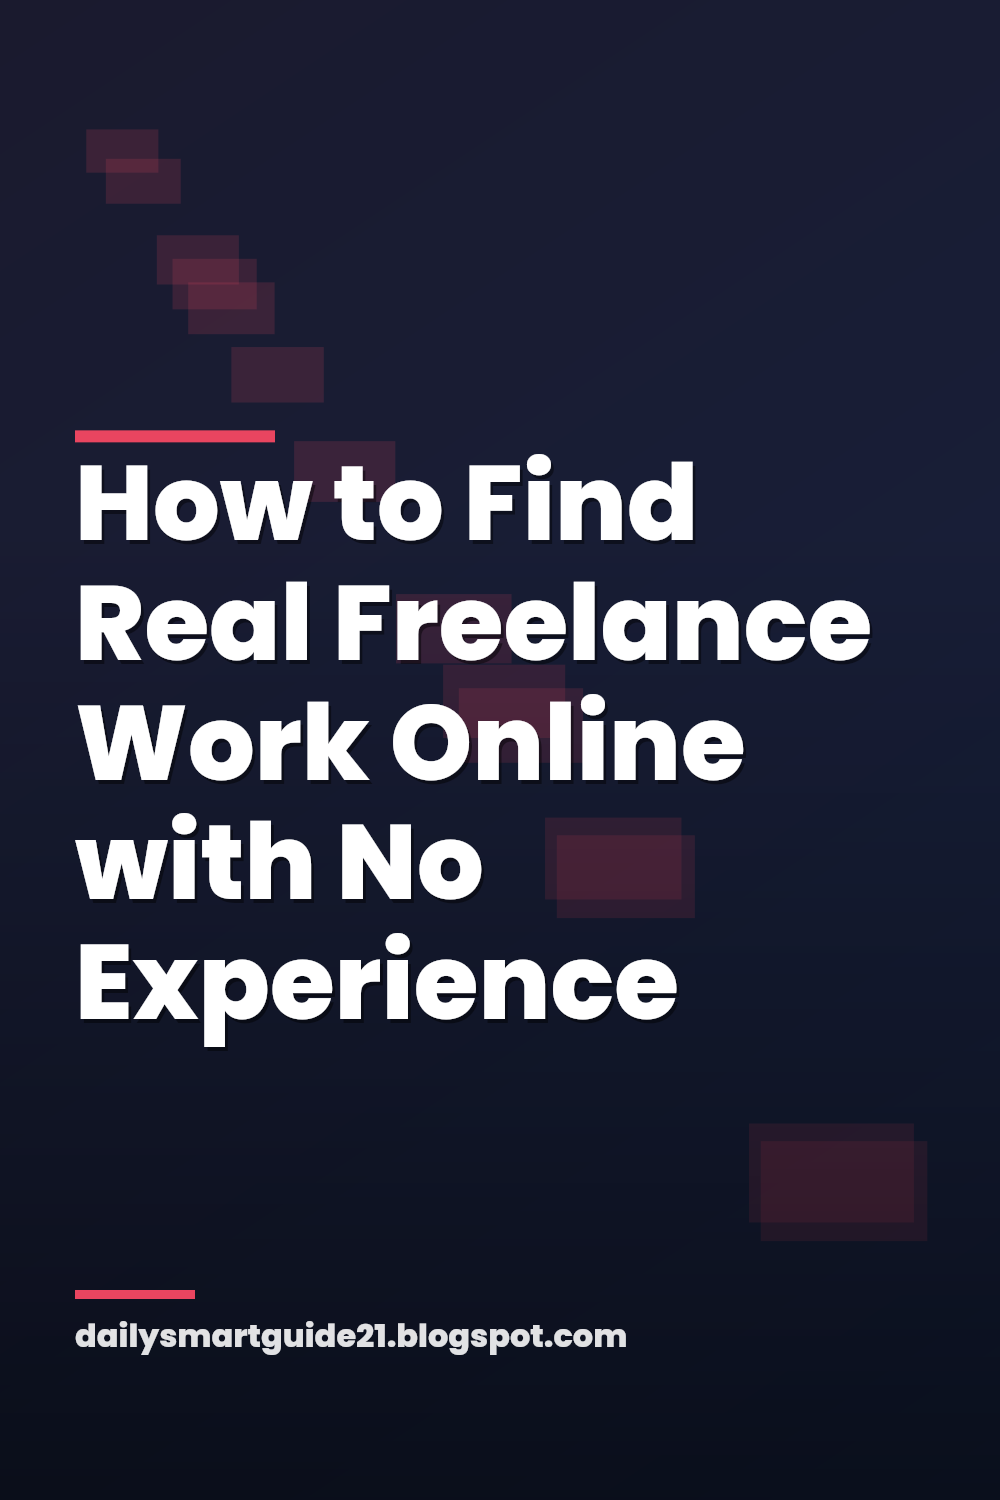 How to Find
Real Freelance
Work Online
with No
Experience
dailysmartguide21.blogspot.com